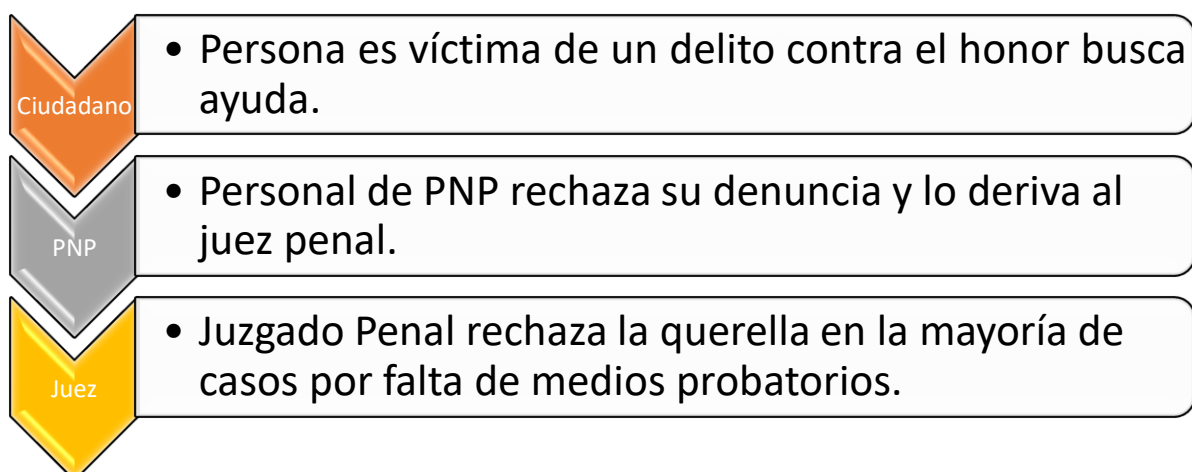 Ciudadano
• Persona es víctima de un delito contra el honor busca
ayuda.
PNP
• Personal de PNP rechaza su denuncia y lo deriva al
juez penal.
Juez
• Juzgado Penal rechaza la querella en la mayoría de
casos por falta de medios probatorios.